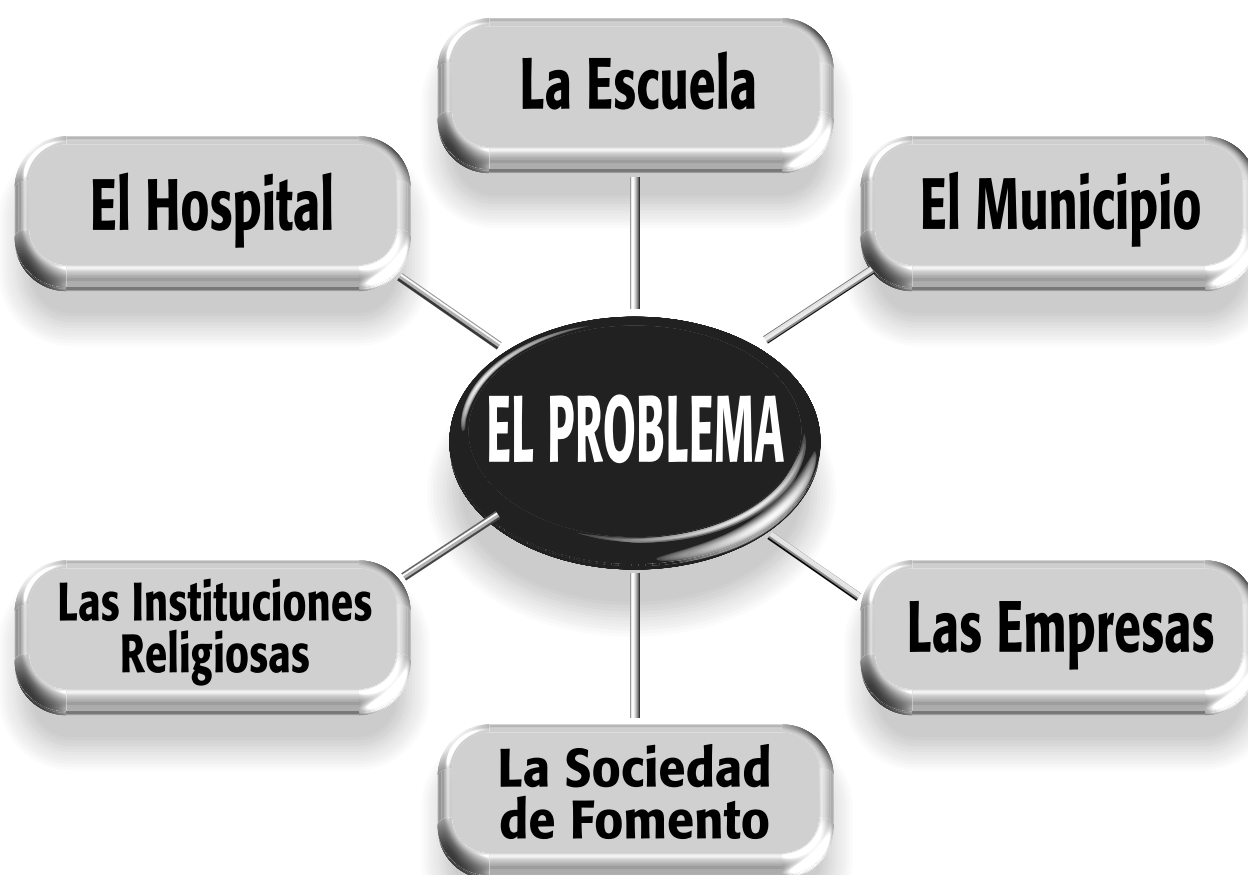 La Escuela
El Hospital
El Municipio
EL PROBLEMA
Las Instituciones
Religiosas
Las Empresas
La Sociedad
de Fomento